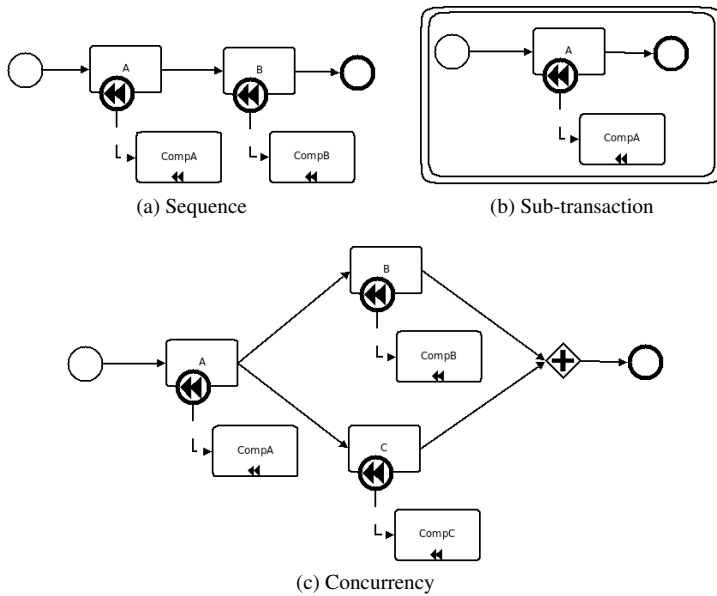 A
B
CompA
CompB
(a) Sequence
A
CompA
(b) Sub-transaction
B
CompB
A
CompA
C
CompC
(c) Concurrency